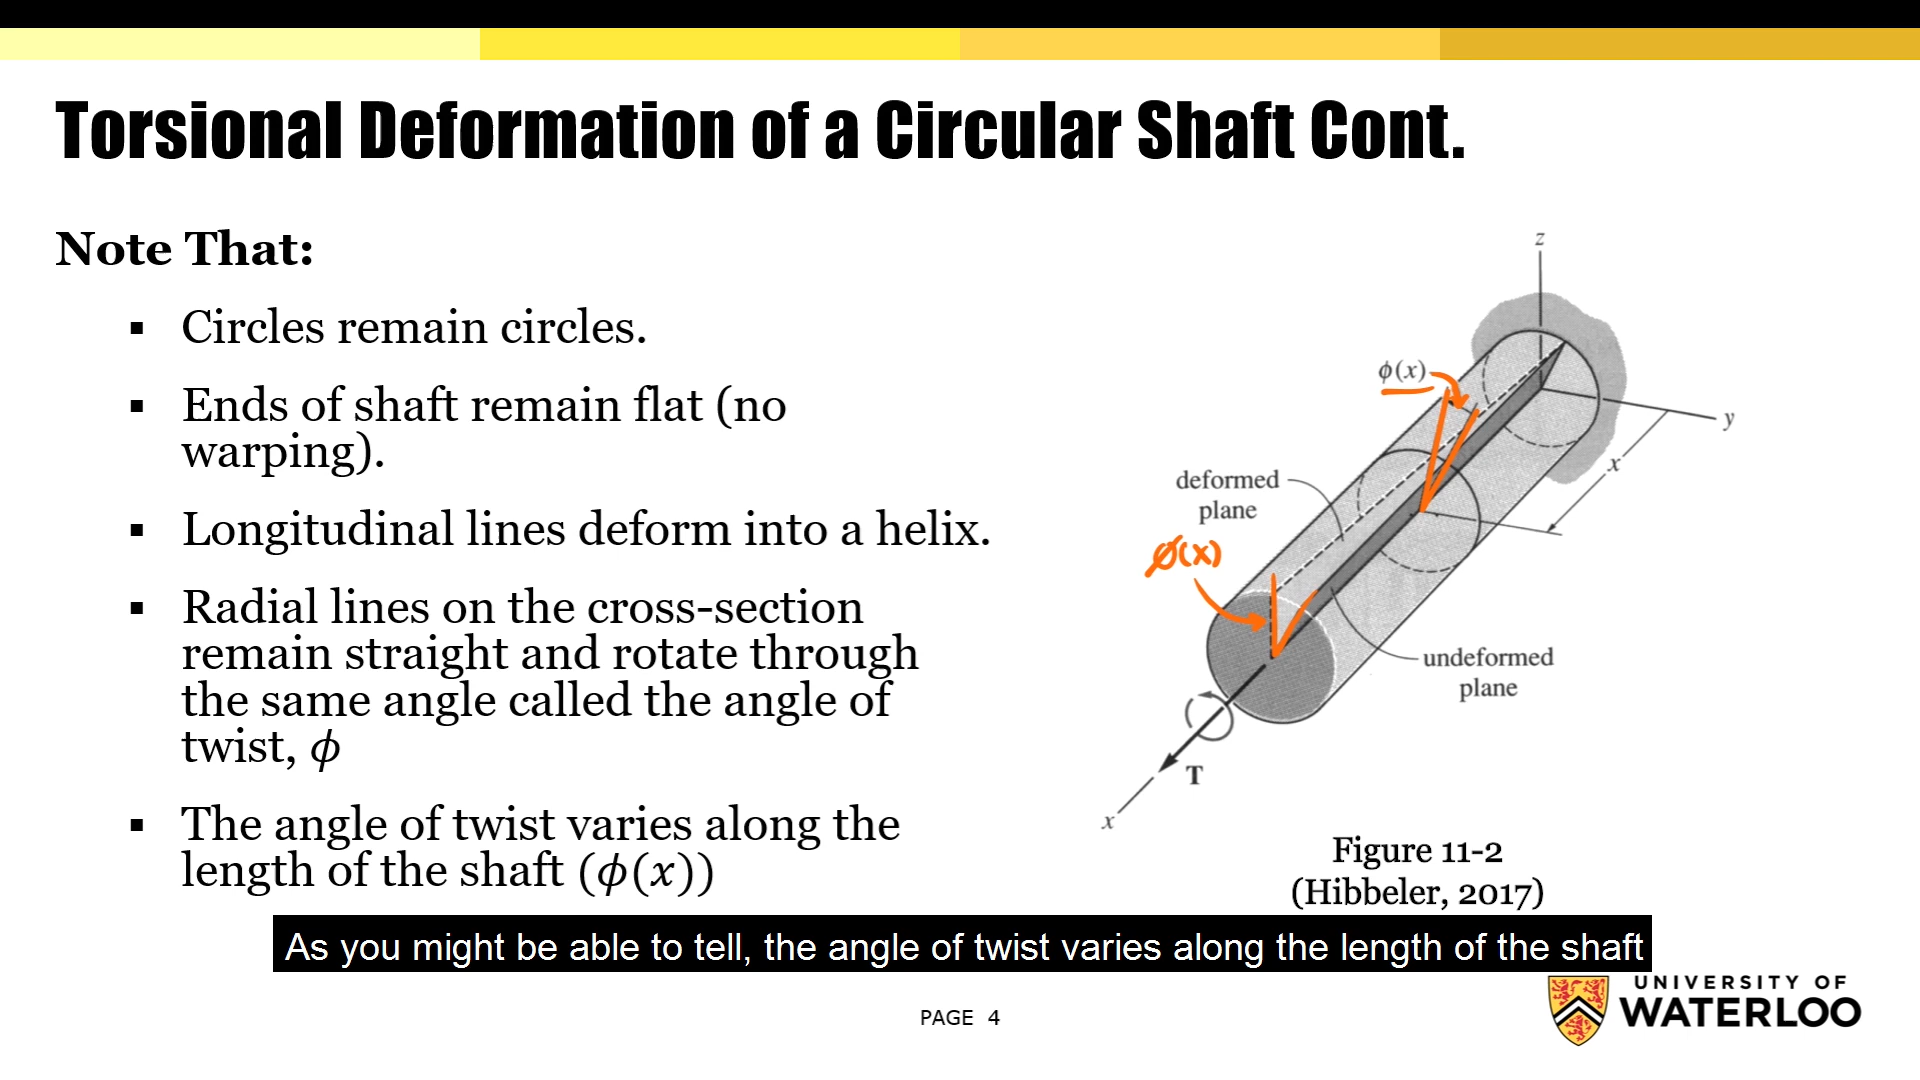 Torsional Deformation of a Circular Shaft Cont.
Note That:
▪ Circles remain circles.
▪ Ends of shaft remain flat (no
warping).
▪ Longitudinal lines deform into a helix.
▪ Radial lines on the cross-section
remain straight and rotate through
the same angle called the angle of
twist, ϕ
▪ The angle of twist varies along the
length of the shaft (ϕ(x))
z
ϕ(x)
y
x
deformed
plane
ϕ(x)
undeformed
plane
T
x
Figure 11-2
(Hibbeler, 2017)
As you might be able to tell, the angle of twist varies along the length of the shaft
PAGE 4
UNIVERSITY OF
WATERLOO